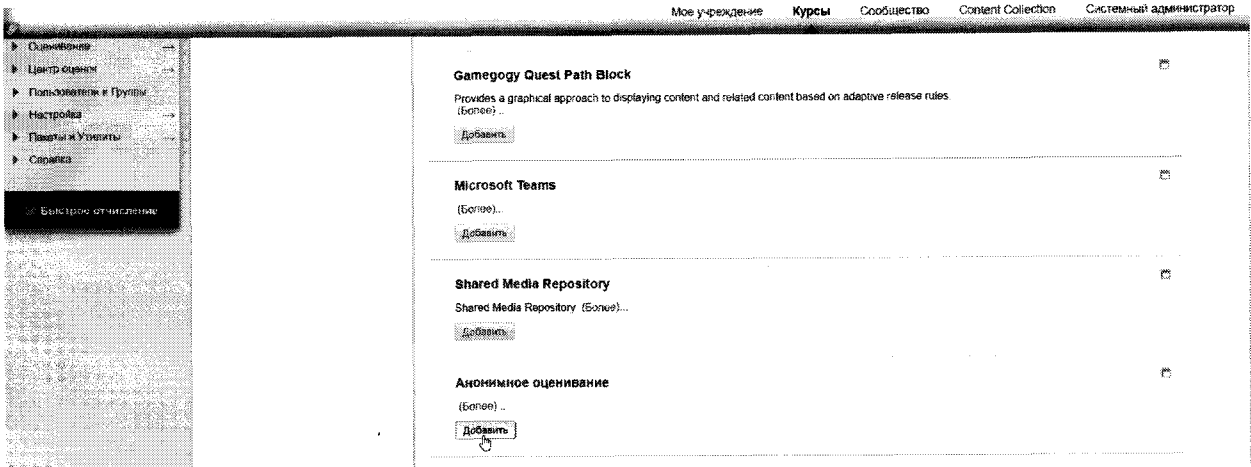 Мое учреждение Курсы Сообщество Content Collection Системный администратор
Оценивание
Центр оценок
Пользователи и Группы
Настройка
Пакеты и Утилиты
Справка
Быстрое отчисление
Gamegogy Quest Path Block
Provides a graphical approach to displaying content and related content based on adaptive release rules.
(Более) ..
Добавить
Microsoft Teams
(Более)...
Добавить
Shared Media Repository
Shared Media Repository (Более)...
Добавить
Анонимное оценивание
(Более) ..
Добавить